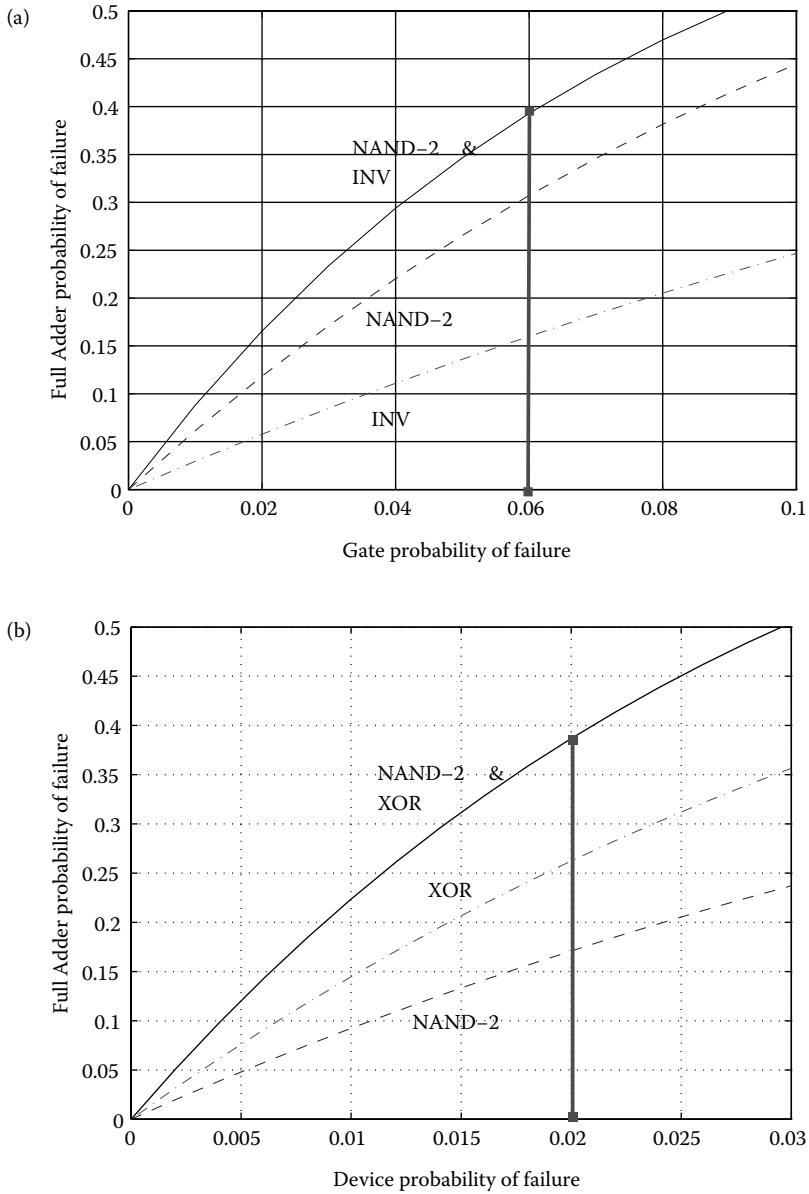 (a)
0.5
0.45
0.4
0.35
0.3
0.25
0.2
0.15
0.1
0.05
0
Full Adder probability of failure
NAND–2 &
INV
NAND–2
INV
0 0.02 0.04 0.06 0.08 0.1
Gate probability of failure
(b)
0.5
0.45
0.4
0.35
0.3
0.25
0.2
0.15
0.1
0.05
0
Full Adder probability of failure
NAND–2 &
XOR
XOR
NAND–2
0 0.005 0.01 0.015 0.02 0.025 0.03
Device probability of failure